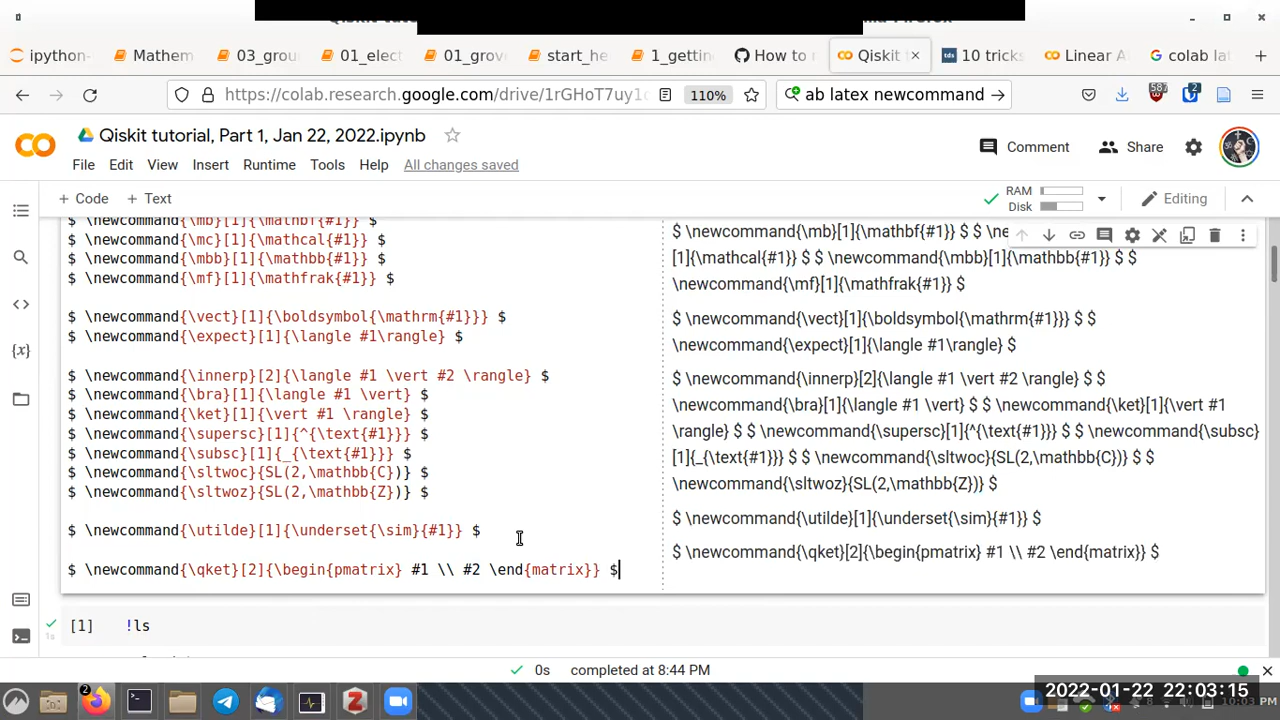 ipython-
Mathem
03_grou
01_elect
01_grov
start_he
1_getti
How to
Qiskit
10 tricks
Linear A
colab la
https://colab.research.google.com/drive/1rGHoT7uy1
110%
ab latex newcommand
587
2
Qiskit tutorial, Part 1, Jan 22, 2022.ipynb
File Edit View Insert Runtime Tools Help All changes saved
Comment
Share
+ Code + Text
RAM
Disk
Editing
$ \newcommand{\mb}[1]{\mathbf{#1}} $
$ \newcommand{\mc}[1]{\mathcal{#1}} $
$ \newcommand{\mbb}[1]{\mathbb{#1}} $
$ \newcommand{\mf}[1]{\mathfrak{#1}} $
$ \newcommand{\vect}[1]{\boldsymbol{\mathrm{#1}}} $
$ \newcommand{\expect}[1]{\langle #1\rangle} $
$ \newcommand{\innerp}[2]{\langle #1 \vert #2 \rangle} $
$ \newcommand{\bra}[1]{\langle #1 \vert} $
$ \newcommand{\ket}[1]{\vert #1 \rangle} $
$ \newcommand{\supersc}[1]{^{\text{#1}}} $
$ \newcommand{\subsc}[1]{_{\text{#1}}} $
$ \newcommand{\sltwoc}{SL(2,\mathbb{C})} $
$ \newcommand{\sltwoz}{SL(2,\mathbb{Z})} $
$ \newcommand{\utilde}[1]{\underset{\sim}{#1}} $
$ \newcommand{\qket}[2]{\begin{pmatrix} #1 \\ #2 \end{matrix}} $
$ \newcommand{\mb}[1]{\mathbf{#1}} $ $
[1]{\mathcal{#1}} $ $ \newcommand{\mbb}[1]{\mathbb{#1}} $ $
\newcommand{\mf}[1]{\mathfrak{#1}} $
$ \newcommand{\vect}[1]{\boldsymbol{\mathrm{#1}}} $ $
\newcommand{\expect}[1]{\langle #1\rangle} $
$ \newcommand{\innerp}[2]{\langle #1 \vert #2 \rangle} $ $
\newcommand{\bra}[1]{\langle #1 \vert} $ $ \newcommand{\ket}[1]{\vert #1
\rangle} $ $ \newcommand{\supersc}[1]{^{\text{#1}}} $ $ \newcommand{\subsc}
[1]{_{\text{#1}}} $ $ \newcommand{\sltwoc}{SL(2,\mathbb{C})} $ $
\newcommand{\sltwoz}{SL(2,\mathbb{Z})} $
$ \newcommand{\utilde}[1]{\underset{\sim}{#1}} $
$ \newcommand{\qket}[2]{\begin{pmatrix} #1 \\ #2 \end{matrix}} $
[1] !ls
1s
0s completed at 8:44 PM
2
2022-01-22 22:03:15